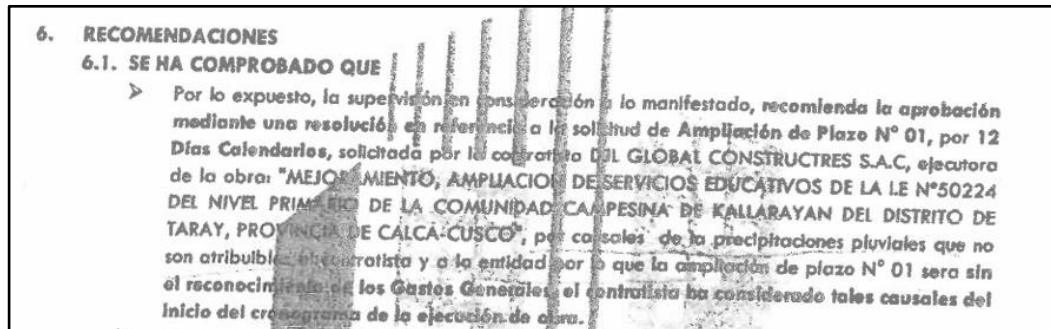 6. RECOMENDACIONES
6.1. SE HA COMPROBADO QUE
➢ Por lo expuesto, la supervisión en consideración a lo manifestado, recomienda la aprobación
mediante una resolución en referencia a la solicitud de Ampliación de Plazo N° 01, por 12
Días Calendarios, solicitada por la contratista DJL GLOBAL CONSTRUCTRES S.A.C, ejecutora
de la obra: "MEJORAMIENTO, AMPLIACION DE SERVICIOS EDUCATIVOS DE LA I.E N°50224
DEL NIVEL PRIMARIO DE LA COMUNIDAD CAMPESINA DE KALLARAYAN DEL DISTRITO DE
TARAY, PROVINCIA DE CALCA-CUSCO", por causales de la precipitaciones pluviales que no
son atribuibles contratista y a la entidad por lo que la ampliación de plazo N° 01 sera sin
el reconocimiento de los Gastos Generales, el contratista ha considerado tales causales del
inicio del cronograma de la ejecución de obra.